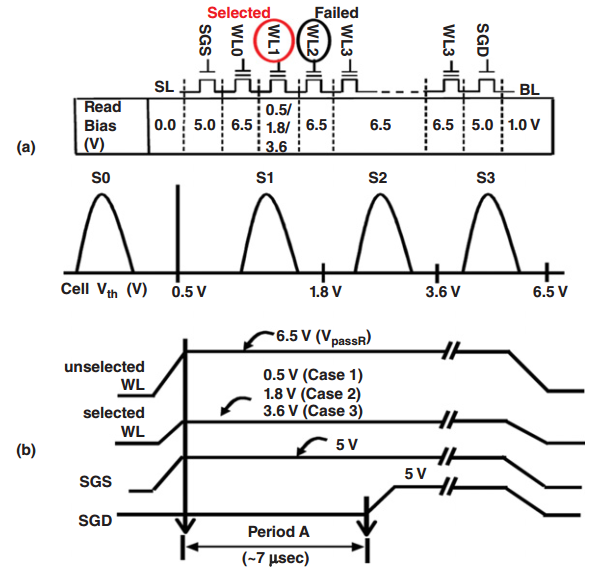 Selected Failed
SGS WL0 WL1 WL2 WL3 WL3 SGD
SL BL
Read Bias (V) 0.0 5.0 6.5 0.5/ 1.8/ 3.6 6.5 6.5 6.5 5.0 1.0 V
(a)
S0 S1 S2 S3
Cell Vth (V) 0.5 V 1.8 V 3.6 V 6.5 V
6.5 V (VpassR)
unselected WL
0.5 V (Case 1)
1.8 V (Case 2)
3.6 V (Case 3)
selected WL
(b)
5 V
SGS
5 V
SGD
Period A
(~7 μsec)